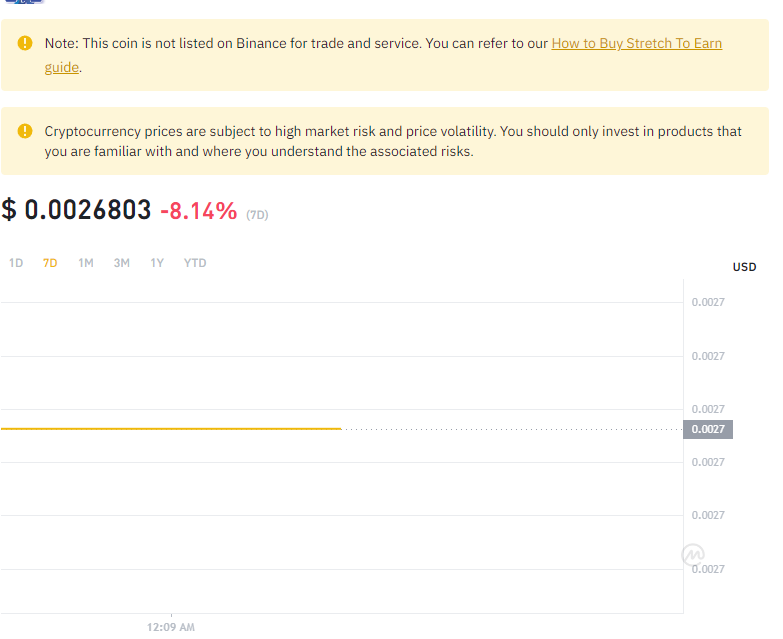 Note: This coin is not listed on Binance for trade and service. You can refer to our How to Buy Stretch To Earn
guide.
Cryptocurrency prices are subject to high market risk and price volatility. You should only invest in products that
you are familiar with and where you understand the associated risks.
$ 0.0026803 -8.14% (7D)
1D 7D 1M 3M 1Y YTD
USD
0.0027
0.0027
0.0027
0.0027
0.0027
0.0027
0.0027
12:09 AM